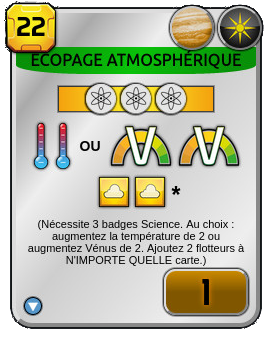 22
ÉCOPAGE ATMOSPHÉRIQUE
OU
*
(Nécessite 3 badges Science. Au choix :
augmentez la température de 2 ou
augmentez Vénus de 2. Ajoutez 2 flotteurs à
N'IMPORTE QUELLE carte.)
1